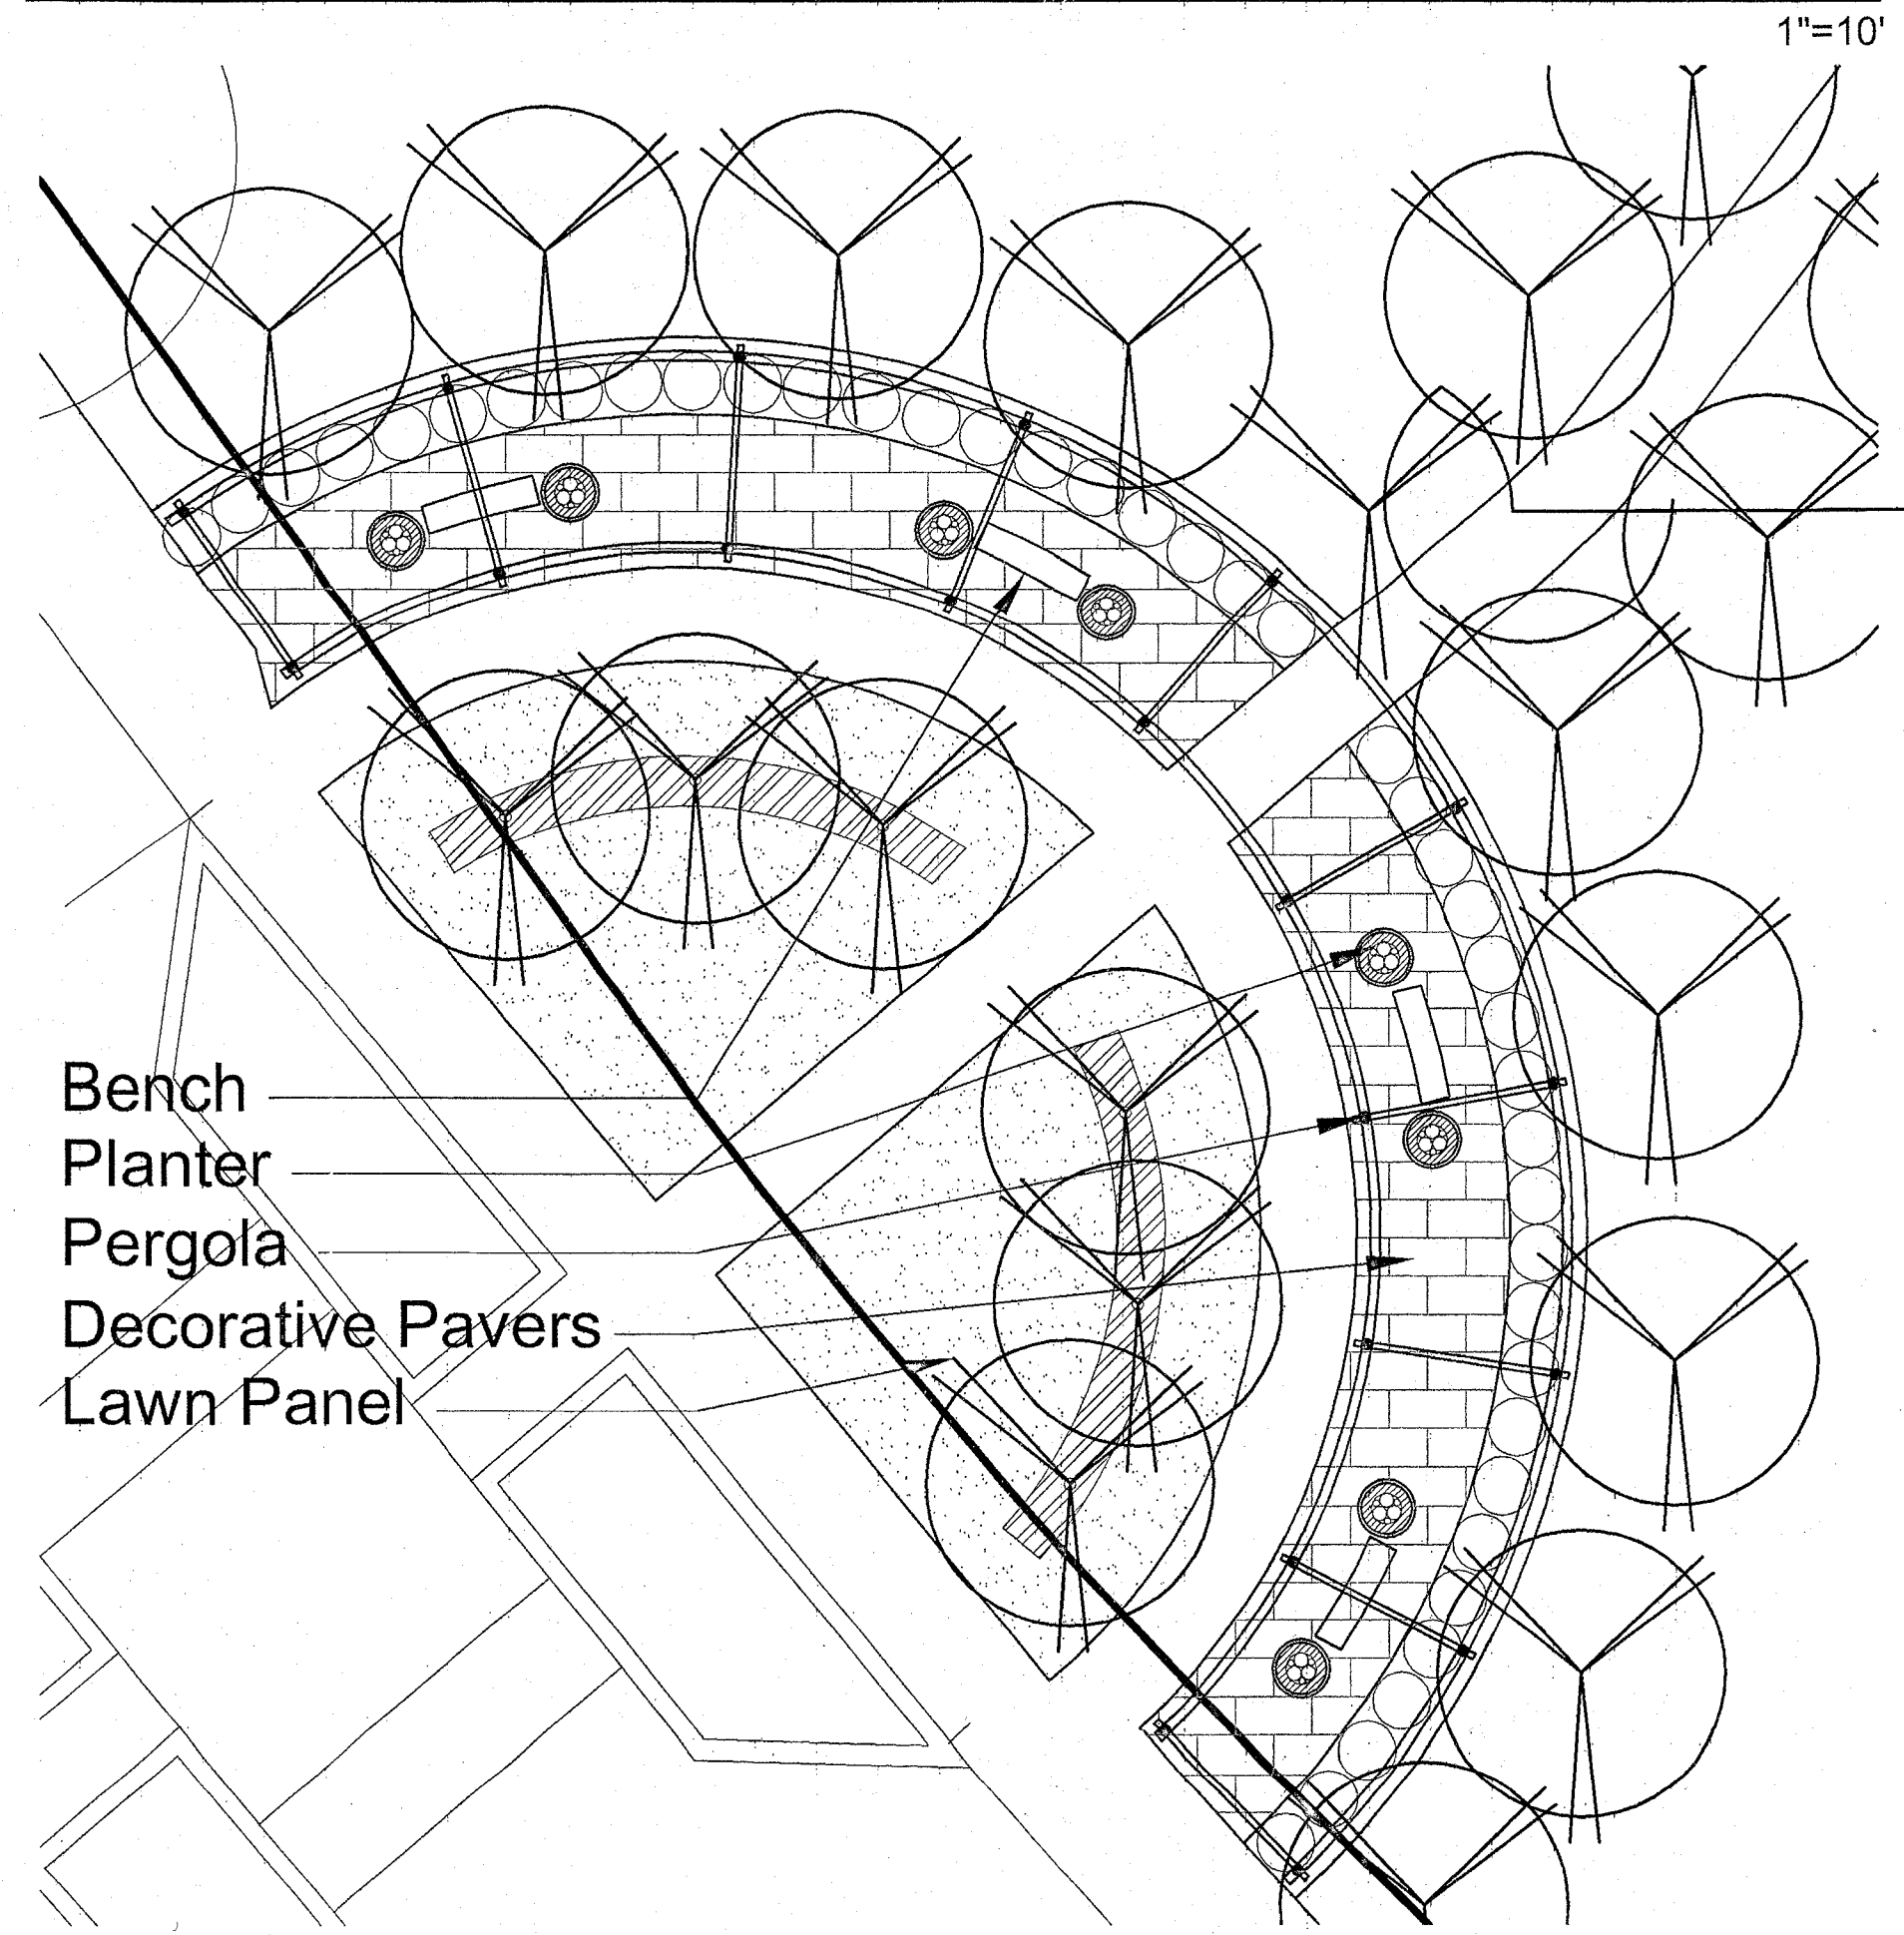 1"=10'
Bench
Planter
Pergola
Decorative Pavers
Lawn Panel